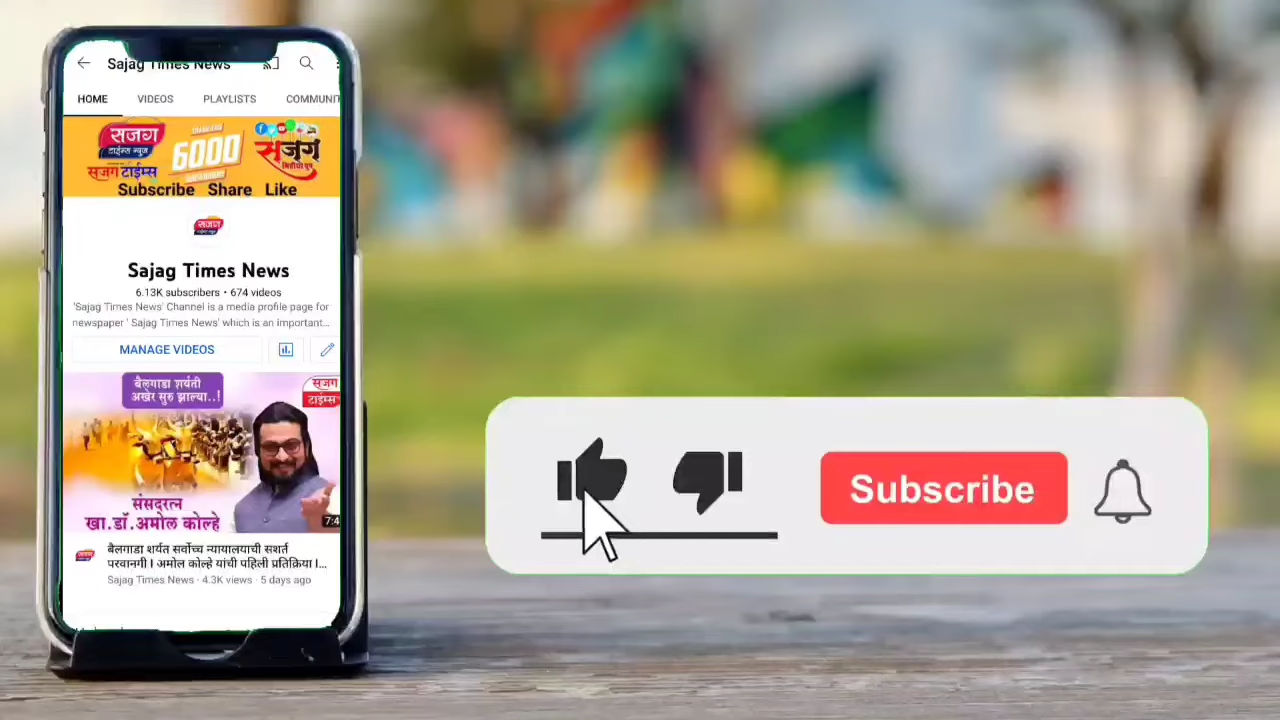 Sajag Times News
HOME VIDEOS PLAYLISTS COMMUNI
सजग
टाईम्स न्यूज
सजग टाईम्स
6000
सजग
Subscribe Share Like
सजग
Sajag Times News
6.13K subscribers • 674 videos
'Sajag Times News' Channel is a media profile page for
newspaper ' Sajag Times News' which is an important...
MANAGE VIDEOS
बैलगाडा शर्यती
अखेर सुरु झाल्या..!
सजग
टाईम्स
संसदरत्न
खा.डॉ.अमोल कोल्हे
7:4
बैलगाडा शर्यत सर्वोच्च न्यायालयाची सशर्त
परवानगी I अमोल कोल्हे यांची पहिली प्रतिक्रिया I...
Sajag Times News · 4.3K views · 5 days ago
Subscribe